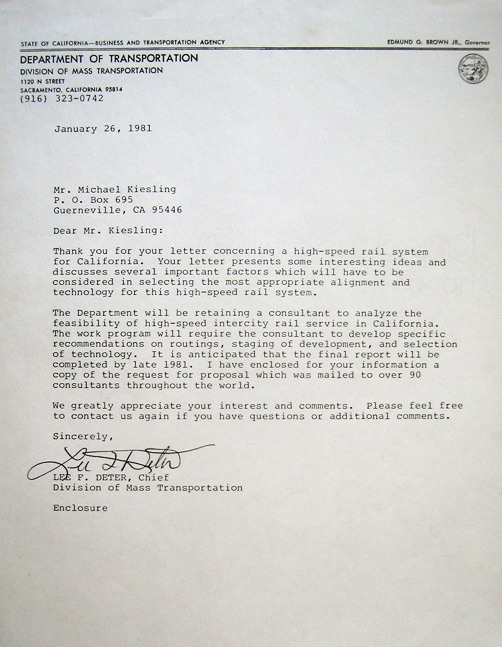 STATE OF CALIFORNIA—BUSINESS AND TRANSPORTATION AGENCY
EDMUND G. BROWN JR., Governor
DEPARTMENT OF TRANSPORTATION
DIVISION OF MASS TRANSPORTATION
1120 N STREET
SACRAMENTO, CALIFORNIA 95814
(916) 323-0742
January 26, 1981
Mr. Michael Kiesling
P. O. Box 695
Guerneville, CA 95446
Dear Mr. Kiesling:
Thank you for your letter concerning a high-speed rail system
for California. Your letter presents some interesting ideas and
discusses several important factors which will have to be
considered in selecting the most appropriate alignment and
technology for this high-speed rail system.
The Department will be retaining a consultant to analyze the
feasibility of high-speed intercity rail service in California.
The work program will require the consultant to develop specific
recommendations on routings, staging of development, and selection
of technology. It is anticipated that the final report will be
completed by late 1981. I have enclosed for your information a
copy of the request for proposal which was mailed to over 90
consultants throughout the world.
We greatly appreciate your interest and comments. Please feel free
to contact us again if you have questions or additional comments.
Sincerely,
Lee F Deter
LEE F. DETER, Chief
Division of Mass Transportation
Enclosure